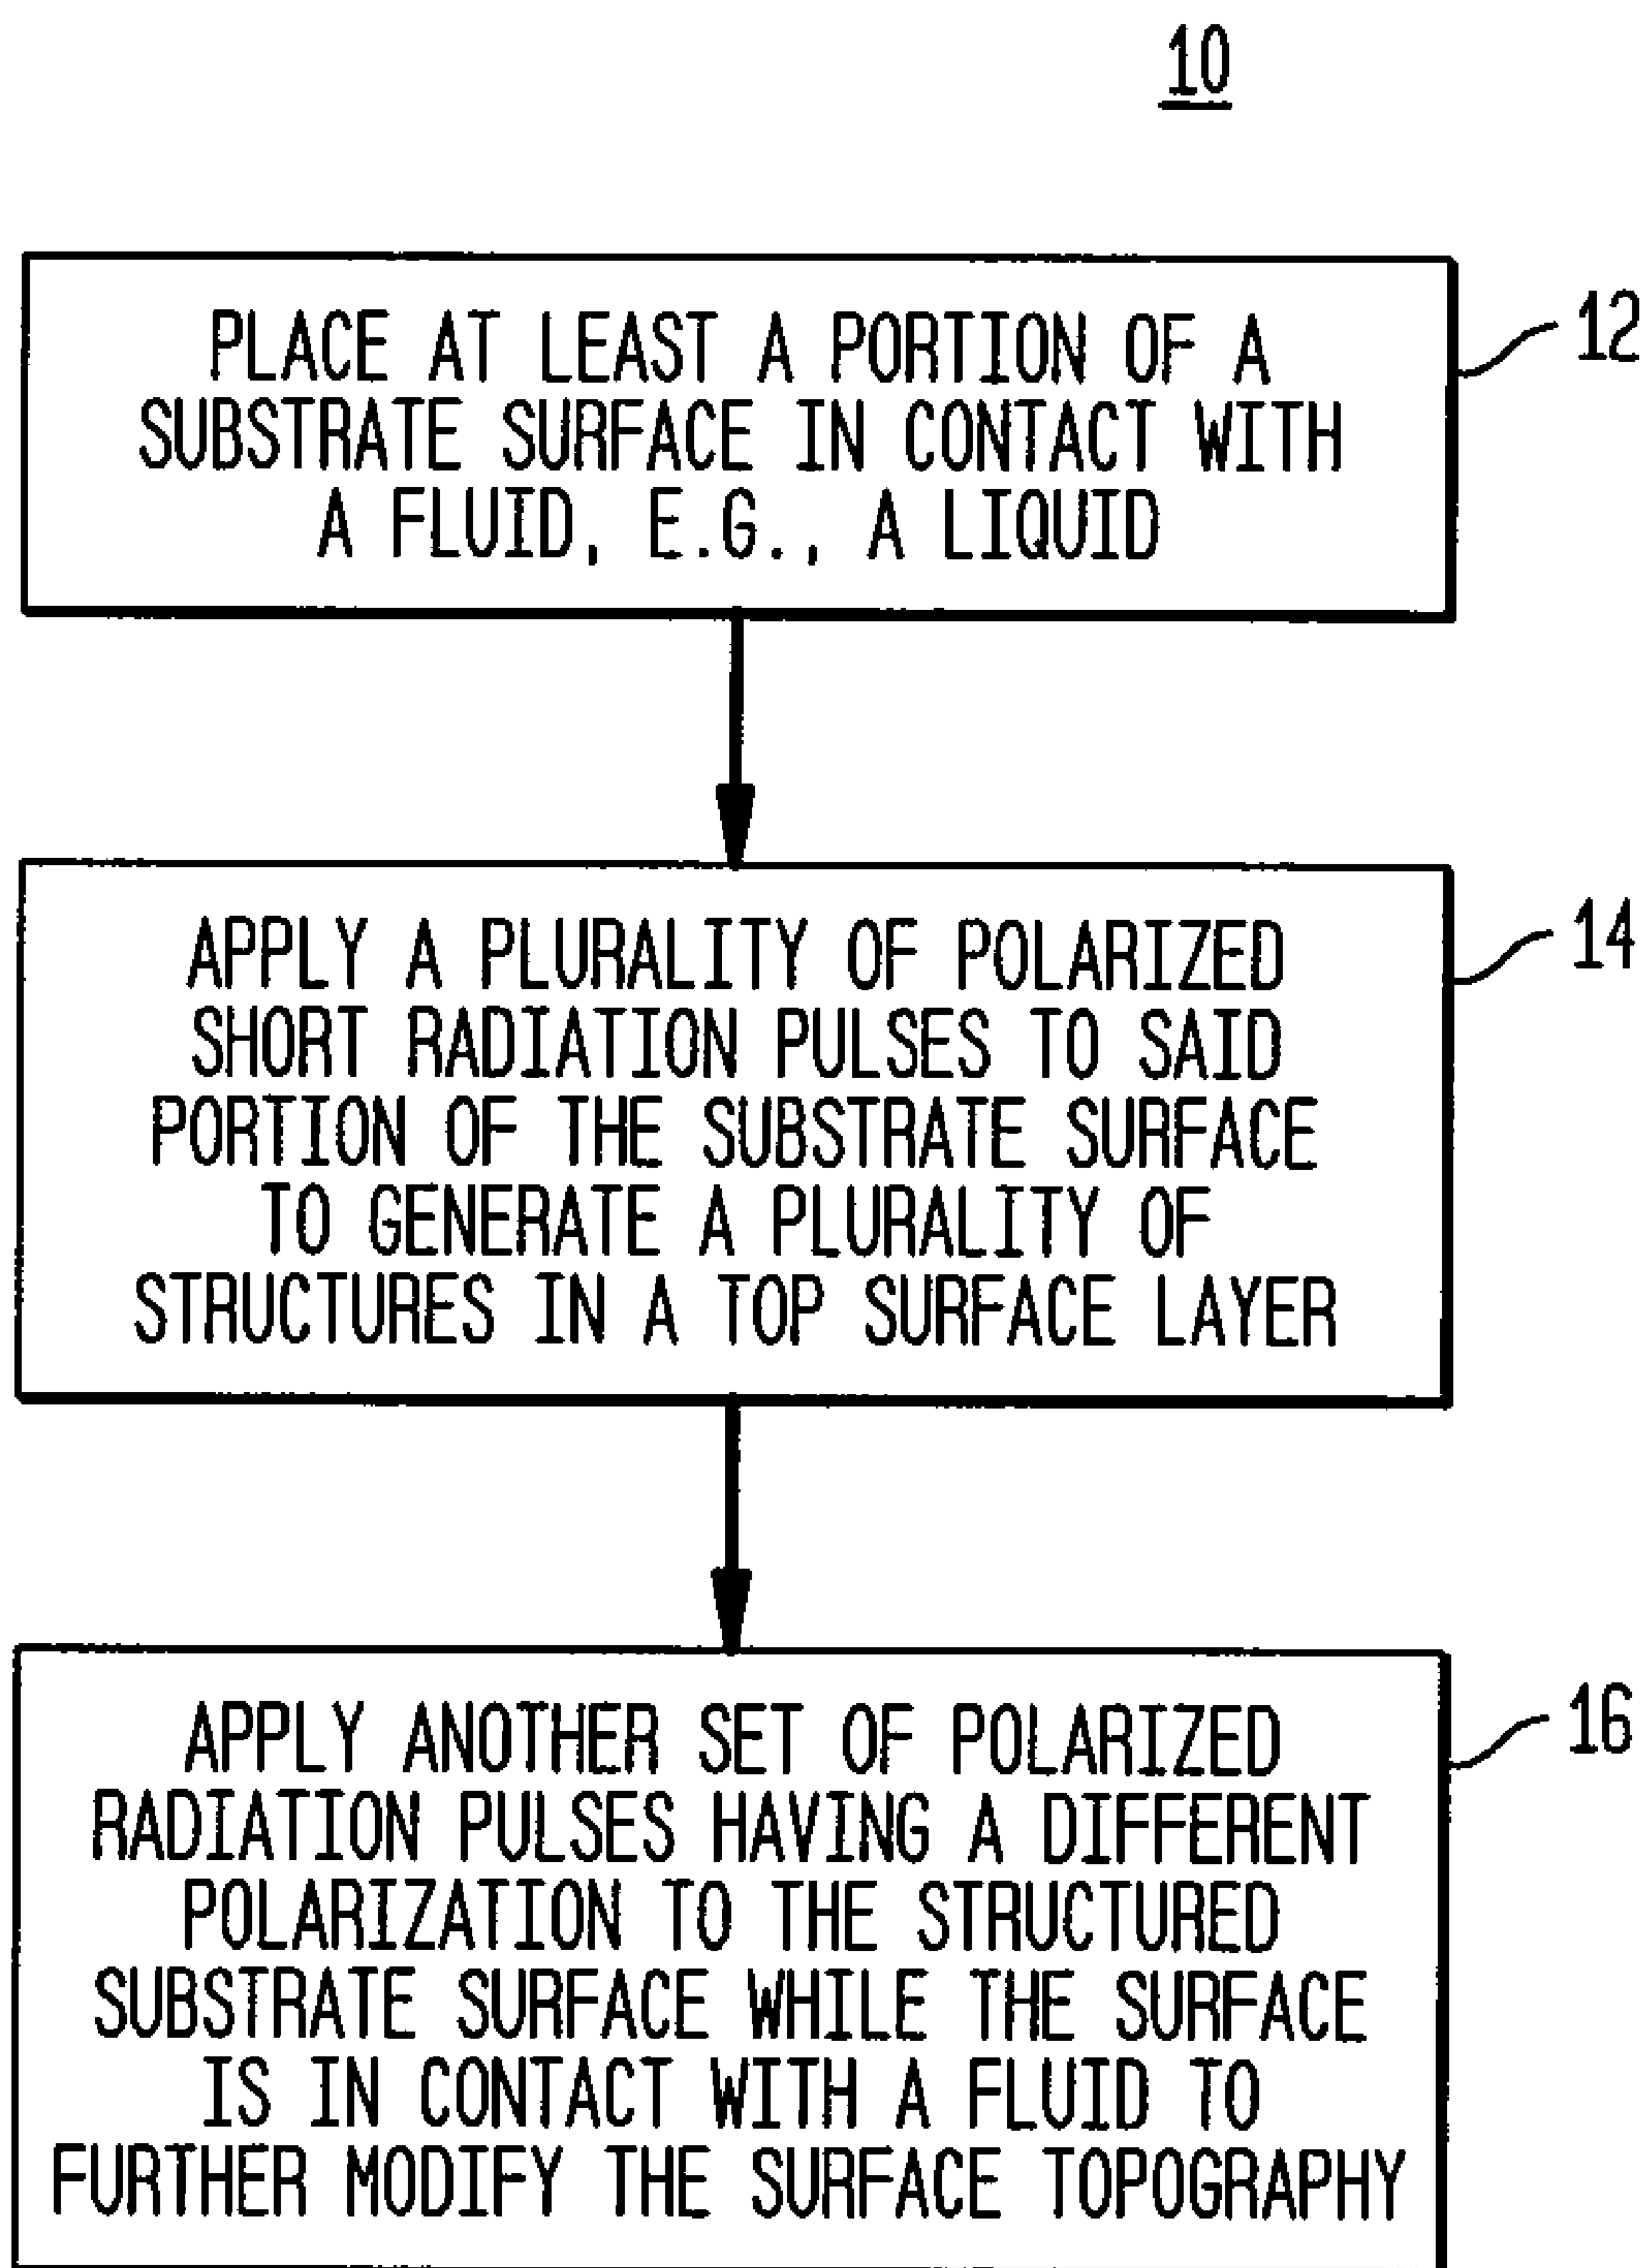 10
PLACE AT LEAST A PORTION OF A
SUBSTRATE SURFACE IN CONTACT WITH
A FLUID, E.G., A LIQUID
12
APPLY A PLURALITY OF POLARIZED
SHORT RADIATION PULSES TO SAID
PORTION OF THE SUBSTRATE SURFACE
TO GENERATE A PLURALITY OF
STRUCTURES IN A TOP SURFACE LAYER
14
APPLY ANOTHER SET OF POLARIZED
RADIATION PULSES HAVING A DIFFERENT
POLARIZATION TO THE STRUCTURED
SUBSTRATE SURFACE WHILE THE SURFACE
IS IN CONTACT WITH A FLUID TO
FURTHER MODIFY THE SURFACE TOPOGRAPHY
16